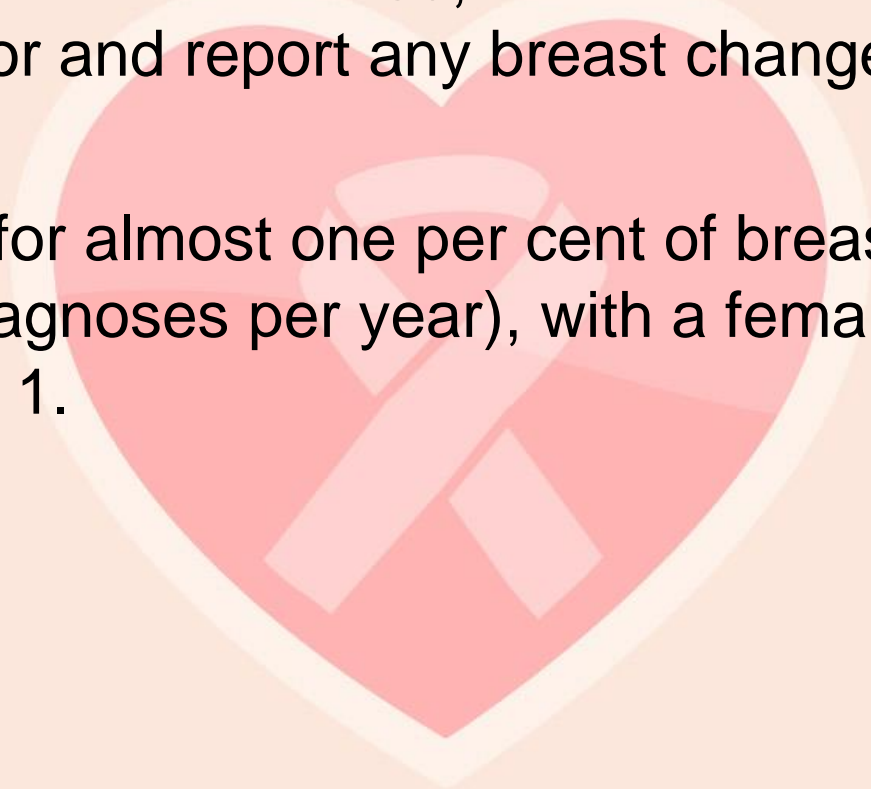 or and report any breast change
for almost one per cent of breas
agnoses per year), with a fema
1.